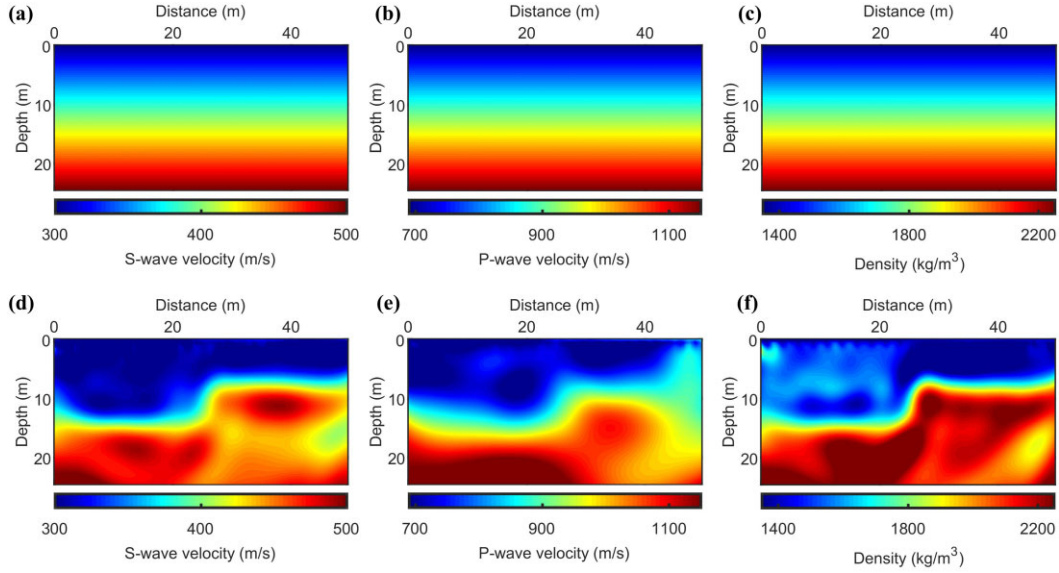 (a) Distance (m) (b) Distance (m) (c) Distance (m)
0 20 40 0 20 40 0 20 40
0 0 0
Depth (m) Depth (m) Depth (m)
10 10 10
20 20 20
300 400 500 700 900 1100 1400 1800 2200
S-wave velocity (m/s) P-wave velocity (m/s) Density (kg/m³)
(d) Distance (m) (e) Distance (m) (f) Distance (m)
0 20 40 0 20 40 0 20 40
0 0 0
Depth (m) Depth (m) Depth (m)
10 10 10
20 20 20
300 400 500 700 900 1100 1400 1800 2200
S-wave velocity (m/s) P-wave velocity (m/s) Density (kg/m³)